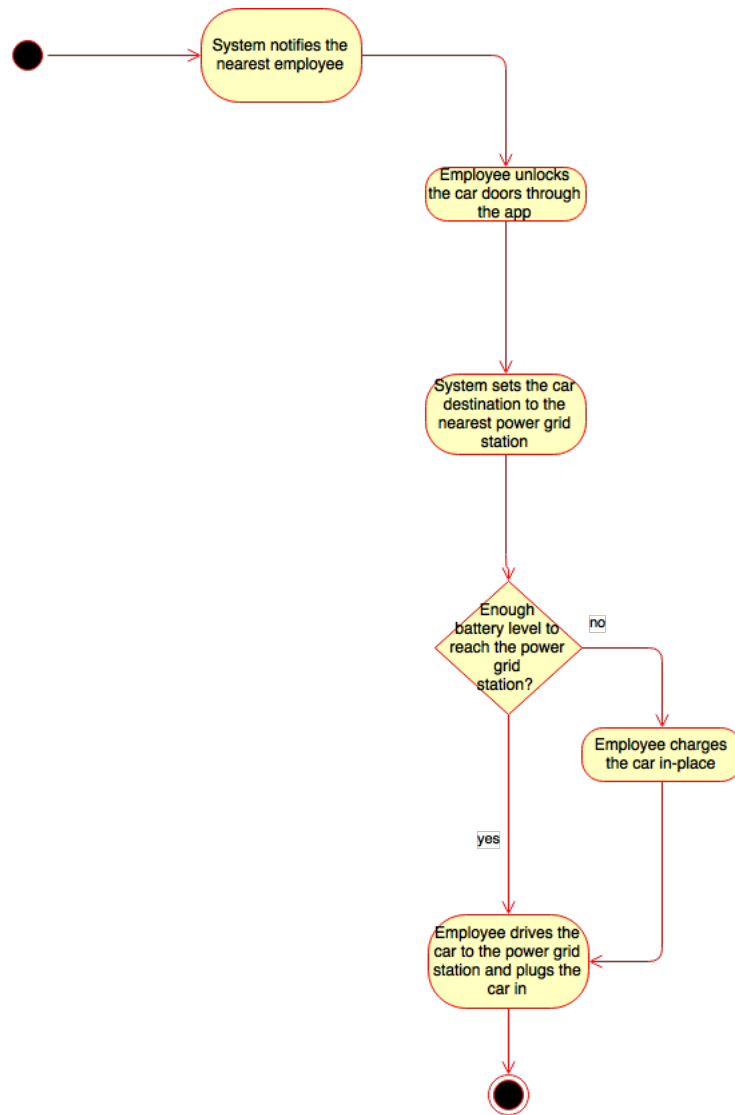 System notifies the
nearest employee
Employee unlocks
the car doors through
the app
System sets the car
destination to the
nearest power grid
station
Enough
battery level to
reach the power
grid
station?
no
Employee charges
the car in-place
yes
Employee drives the
car to the power grid
station and plugs the
car in